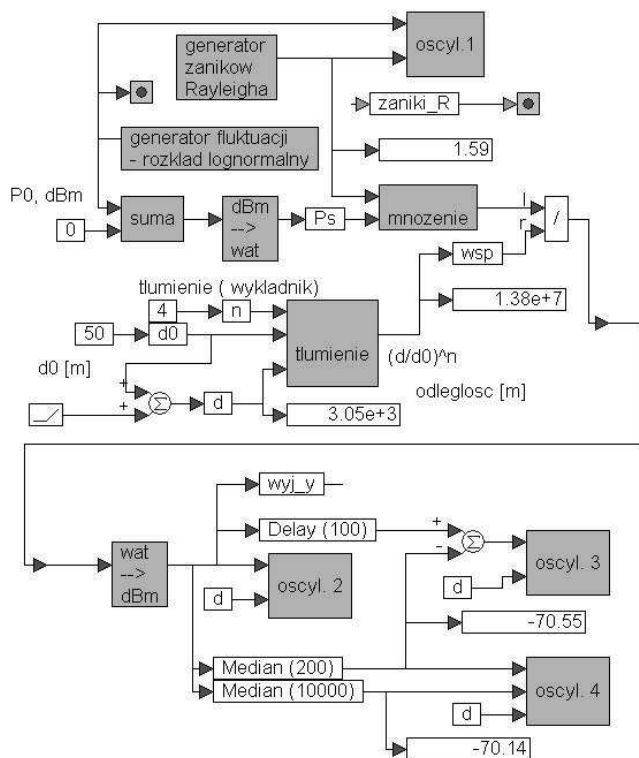 generator
zanikow
Rayleigha
oscyl.1
zaniki_R
generator fluktuacji
- rozklad lognormalny
1.59
P0, dBm
0
suma
dBm
-->
wat
Ps
mnozenie
l
r
/
wsp
1.38e+7
tlumienie ( wykladnik)
4
n
50
d0
tlumienie
(d/d0)^n
d0 [m]
+
+
Σ
d
odleglosc [m]
3.05e+3
wyj_y
Delay (100)
+
-
Σ
wat
-->
dBm
oscyl. 2
d
oscyl. 3
d
-70.55
Median (200)
Median (10000)
oscyl. 4
d
-70.14